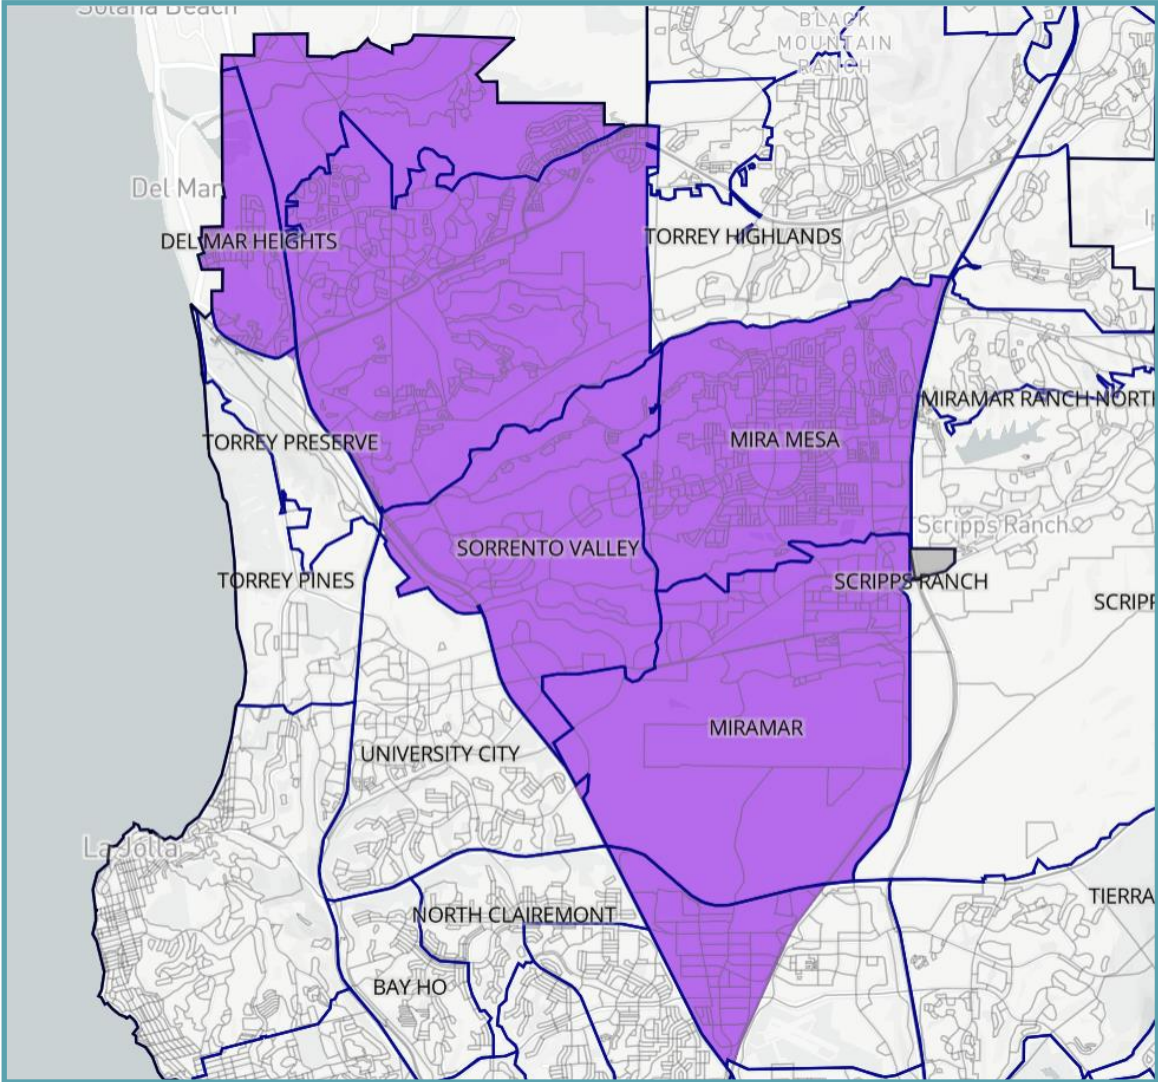 Solana Beach
BLACK
MOUNTAIN
RANCH
Del Mar
DEL MAR HEIGHTS
TORREY HIGHLANDS
MIRAMAR RANCH NORTH
TORREY PRESERVE
MIRA MESA
Scripps Ranch
SORRENTO VALLEY
TORREY PINES
SCRIPPS RANCH
SCRIPP
MIRAMAR
UNIVERSITY CITY
La Jolla
TIERRA
NORTH CLAIREMONT
BAY HO